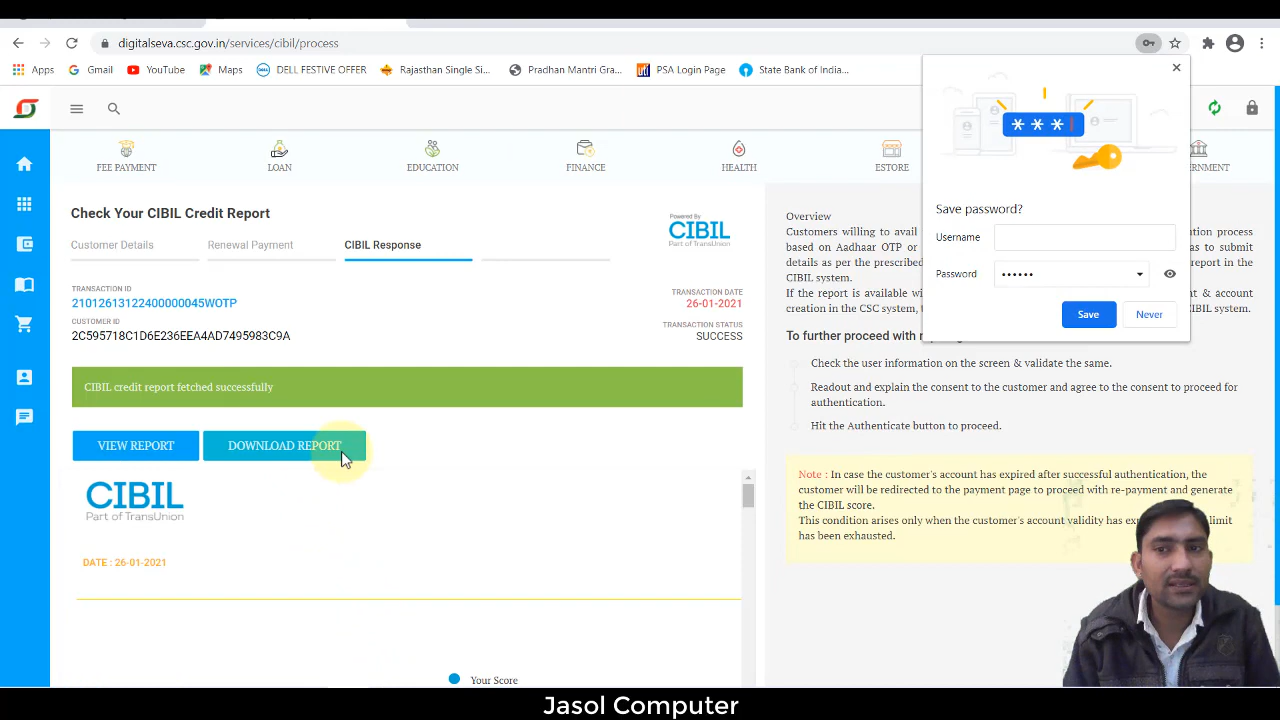 digitalseva.csc.gov.in/services/cibil/process
Apps
Gmail
YouTube
Maps
DELL FESTIVE OFFER
Rajasthan Single Si...
Pradhan Mantri Gra...
PSA Login Page
State Bank of India...
FEE PAYMENT
LOAN
EDUCATION
FINANCE
HEALTH
ESTORE
Save password?
Username
Password
••••••
Save
Never
Check Your CIBIL Credit Report
Powered By
CIBIL
Part of TransUnion
Customer Details
Renewal Payment
CIBIL Response
TRANSACTION ID
21012613122400000045WOTP
TRANSACTION DATE
26-01-2021
CUSTOMER ID
2C595718C1D6E236EEA4AD7495983C9A
TRANSACTION STATUS
SUCCESS
CIBIL credit report fetched successfully
VIEW REPORT
DOWNLOAD REPORT
CIBIL
Part of TransUnion
DATE : 26-01-2021
Your Score
Overview
Customers willing to avail
based on Aadhaar OTP or
details as per the prescribed
CIBIL system.
If the report is available
creation in the CSC system,
To further proceed with
Check the user information on the screen & validate the same.
Readout and explain the consent to the customer and agree to the consent to proceed for
authentication.
Hit the Authenticate button to proceed.
Note : In case the customer's account has expired after successful authentication, the
customer will be redirected to the payment page to proceed with re-payment and generate
the CIBIL score.
This condition arises only when the customer's account validity has limit
has been exhausted.
Jasol Computer